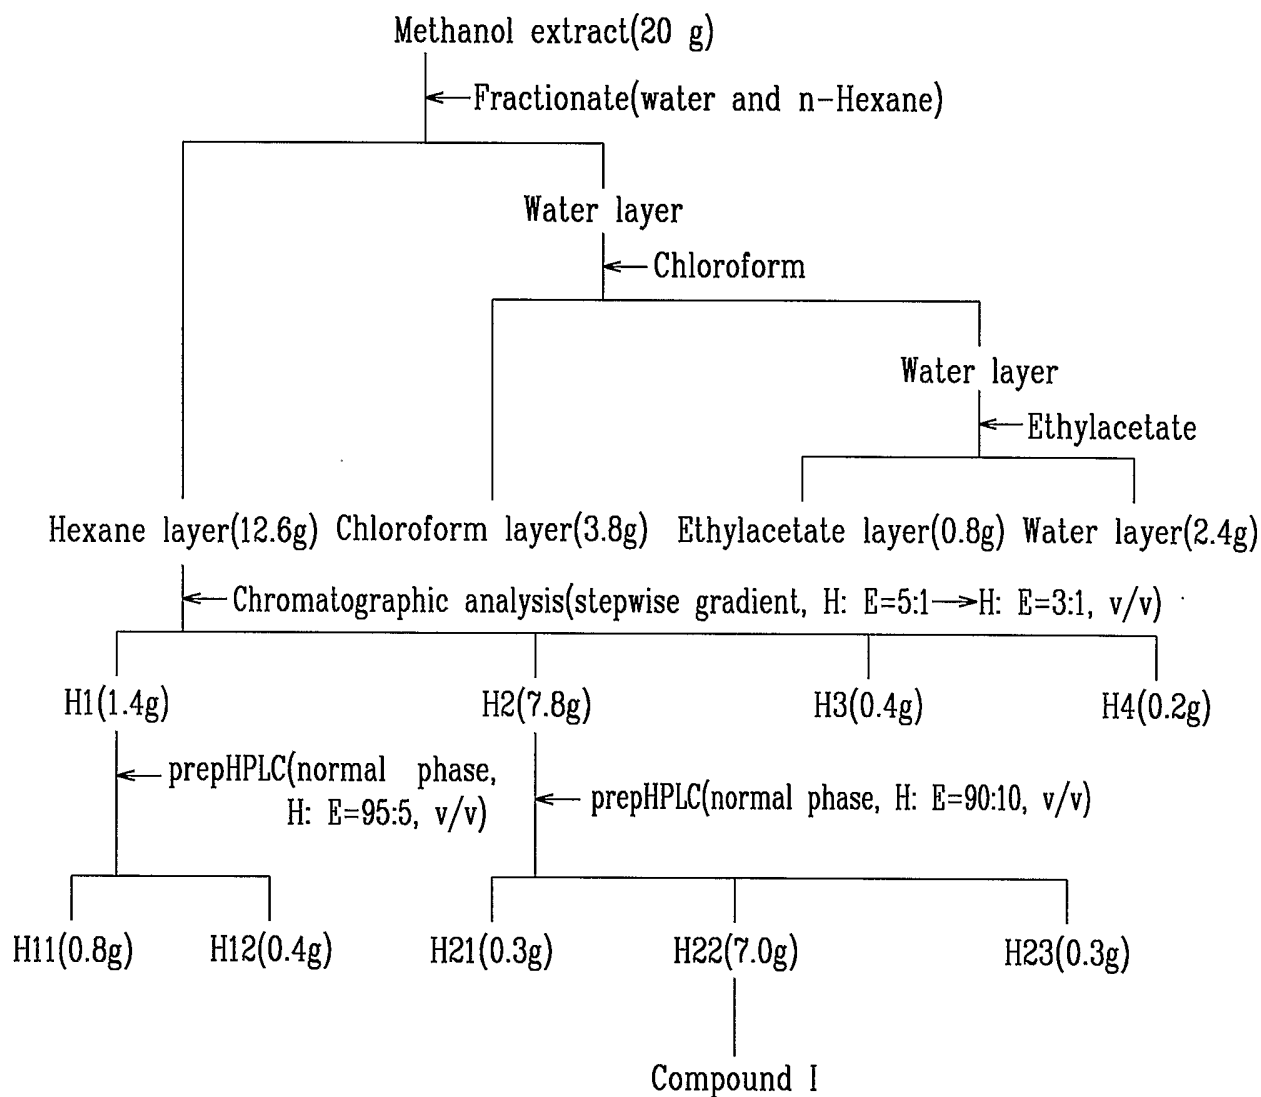 Methanol extract(20 g)
Fractionate(water and n-Hexane)
Water layer
Chloroform
Water layer
Ethylacetate
Hexane layer(12.6g) Chloroform layer(3.8g) Ethylacetate layer(0.8g) Water layer(2.4g)
Chromatographic analysis(stepwise gradient, H: E=5:1→H: E=3:1, v/v)
H1(1.4g) H2(7.8g) H3(0.4g) H4(0.2g)
prepHPLC(normal phase,
H: E=95:5, v/v)
prepHPLC(normal phase, H: E=90:10, v/v)
H11(0.8g) H12(0.4g) H21(0.3g) H22(7.0g) H23(0.3g)
Compound I